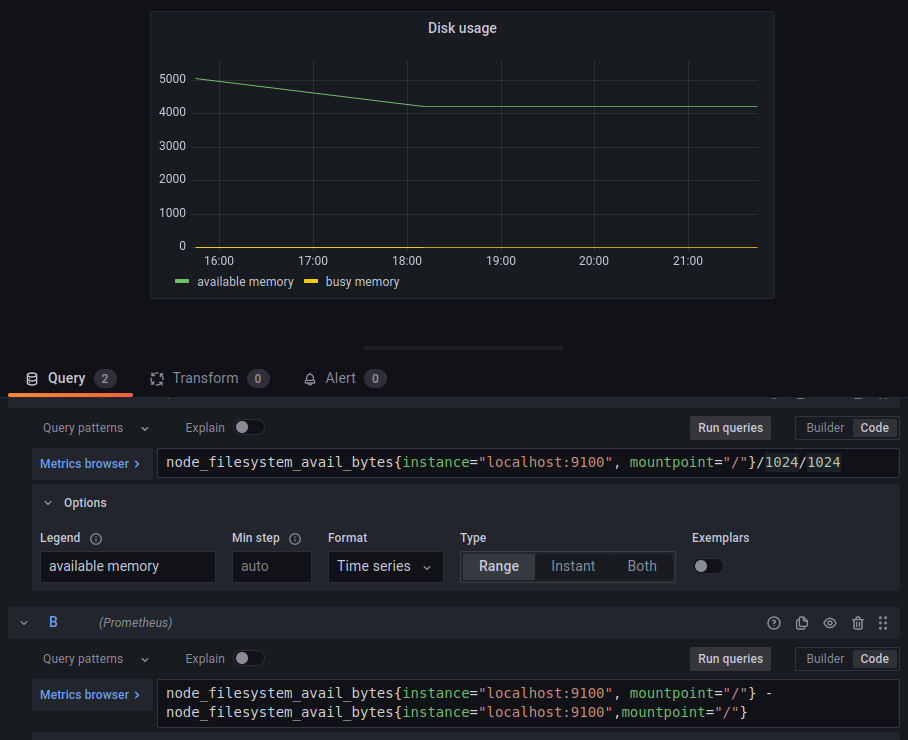 Disk usage
5000
4000
3000
2000
1000
0
16:00 17:00 18:00 19:00 20:00 21:00
available memory busy memory
Query 2 Transform 0 Alert 0
Query patterns Explain Run queries Builder Code
Metrics browser > node_filesystem_avail_bytes{instance="localhost:9100", mountpoint="/"}/1024/1024
Options
Legend Min step Format Type Exemplars
available memory auto Time series Range Instant Both
B (Prometheus)
Query patterns Explain Run queries Builder Code
Metrics browser > node_filesystem_avail_bytes{instance="localhost:9100", mountpoint="/"} -
node_filesystem_avail_bytes{instance="localhost:9100",mountpoint="/"}